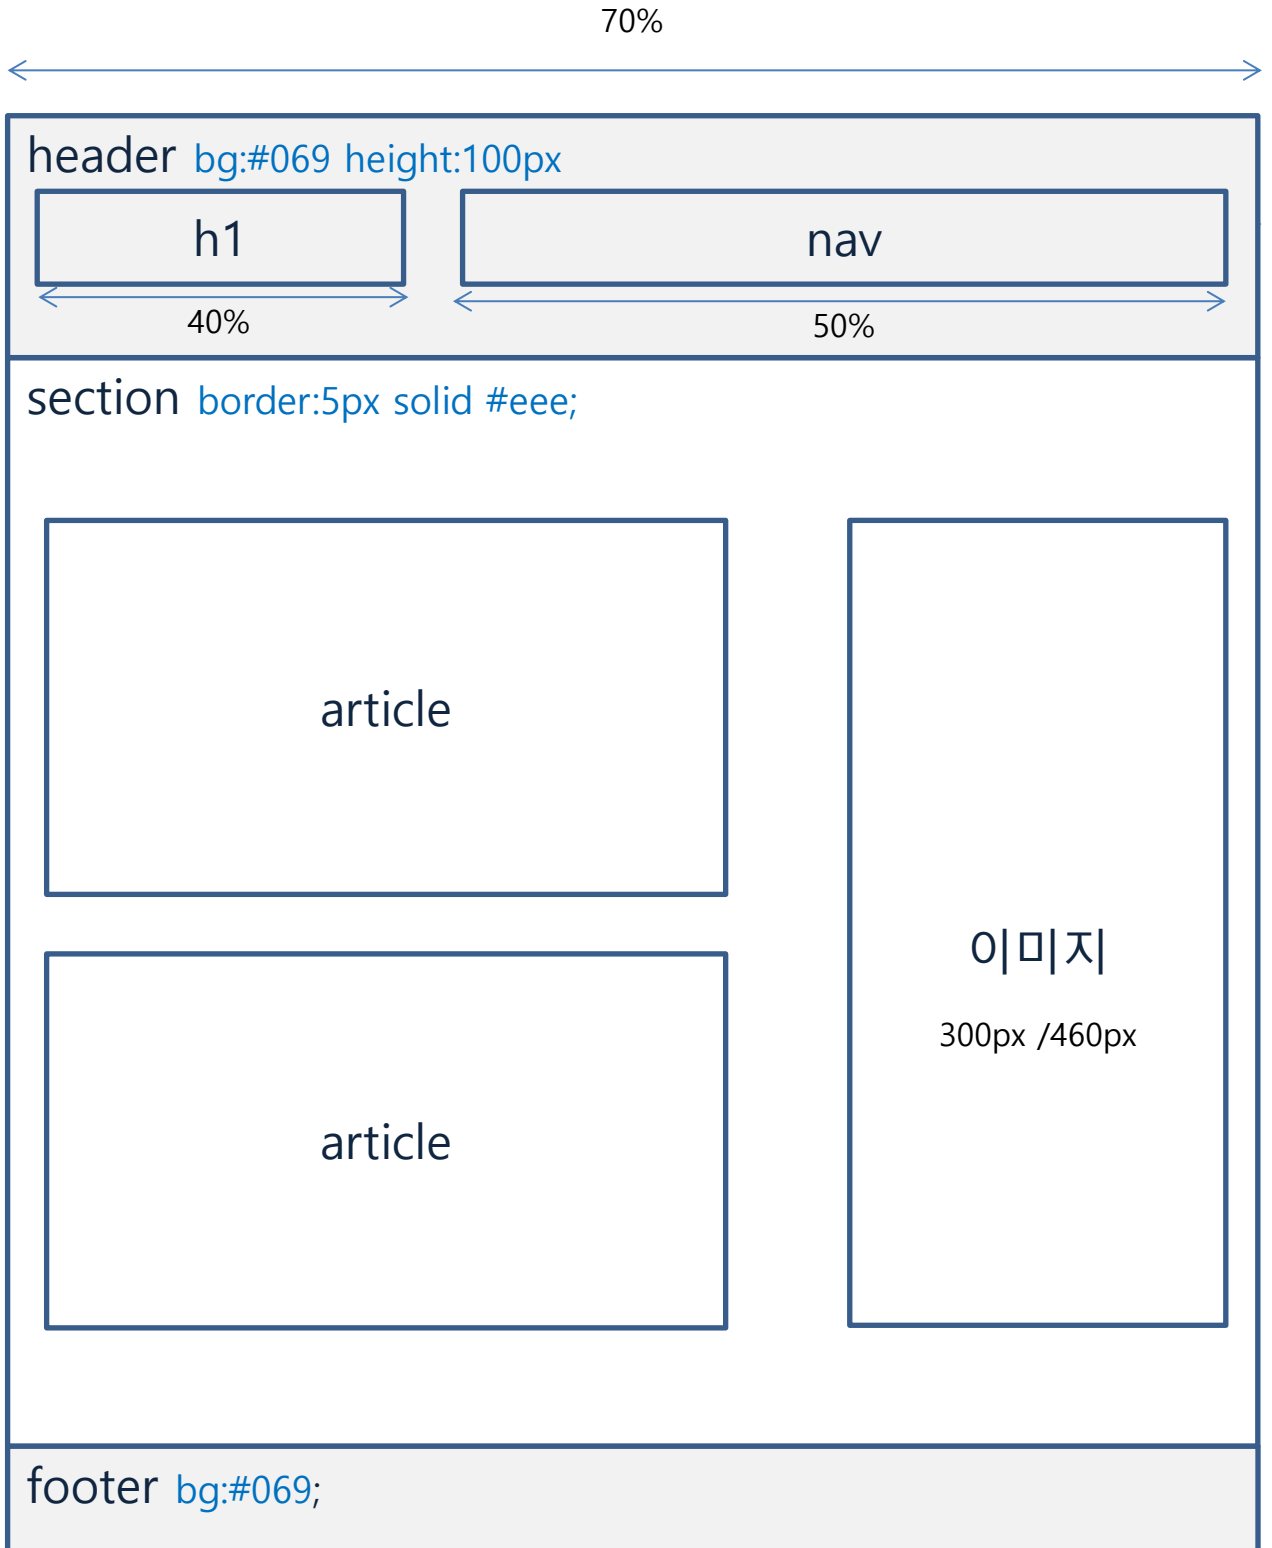 70%
header bg:#069 height:100px
h1
nav
40%
50%
section border:5px solid #eee;
article
이미지
300px /460px
article
footer bg:#069;